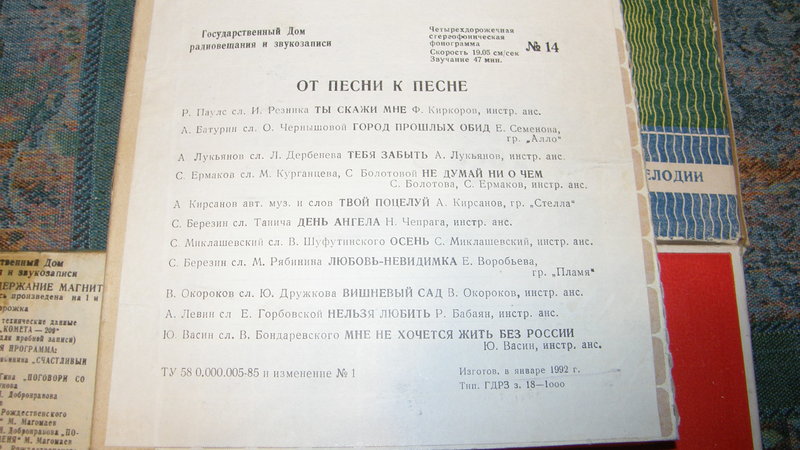 Государственный Дом
радиовещания и звукозаписи
Четырехдорожечная
стереофоническая
фонограмма
Скорость 19.05 см/сек
Звучание 47 мин.
№ 14
ОТ ПЕСНИ К ПЕСНЕ
Р. Паулс сл. И. Резника ТЫ СКАЖИ МНЕ Ф. Киркоров, инстр. анс.
А. Батурин сл. О. Чернышовой ГОРОД ПРОШЛЫХ ОБИД Е. Семенова,
гр. „Алло"
А Лукьянов сл. Л. Дербенева ТЕБЯ ЗАБЫТЬ А. Лукьянов, инстр. анс.
С. Ермаков сл. М. Курганцева, С Болотовой НЕ ДУМАЙ НИ О ЧЕМ
С. Болотова, С. Ермаков, инстр. анс.
А Кирсанов авт. муз. и слов ТВОЙ ПОЦЕЛУЙ А. Кирсанов, гр. „Стелла"
С. Березин сл. Танича ДЕНЬ АНГЕЛА Н. Чепрага, инстр. анс.
С. Миклашевский сл. В. Шуфутинского ОСЕНЬ С. Миклашевский, инстр. анс.
С. Березин сл. М. Рябинина ЛЮБОВЬ-НЕВИДИМКА Е. Воробьева,
гр. „Пламя"
В. Окороков сл. Ю. Дружкова ВИШНЕВЫЙ САД В. Окороков, инстр. анс.
А. Левин сл Е. Горбовской НЕЛЬЗЯ ЛЮБИТЬ Р. Бабаян, инстр. анс.
Ю. Васин сл. В. Бондаревского МНЕ НЕ ХОЧЕТСЯ ЖИТЬ БЕЗ РОССИИ
Ю. Васин, инстр. анс.
ТУ 58 0.000.005-85 и изменение № 1
Изготов. в январе 1992 г.
Тип. ГДРЗ з. 18—1000
ЕЛОДИИ
рственный Дом
я и звукозаписи
ДЕРЖАНИЕ МАГНИТ
сь произведена на 1 и
орожка
технические данные
„КОМЕТА — 209"
для пробной записи)
Я ПРОГРАММА:
„СЧАСТЛИВЫЙ
„ПОГОВОРИ СО
Добронравова
Рождественского
М. Магомаев
Н. Добронравова „ПО-
МЕНЯ" М. Магомаев